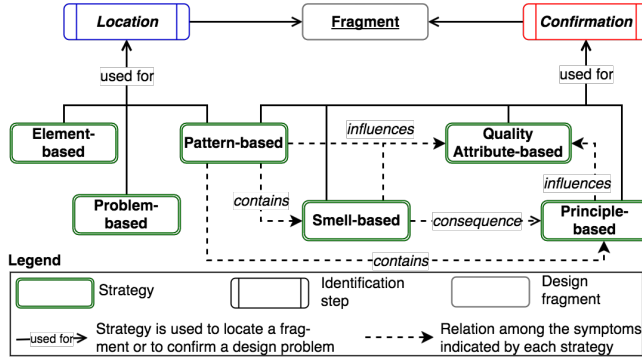 Location
Fragment
Confirmation
used for
used for
Element-
based
Pattern-based
influences
Quality
Attribute-based
contains
influences
Problem-
based
Smell-based
consequence
Principle-
based
contains
Legend
Strategy
Identification
step
Design
fragment
used for
Strategy is used to locate a frag-
ment or to confirm a design problem
Relation among the symptoms
indicated by each strategy